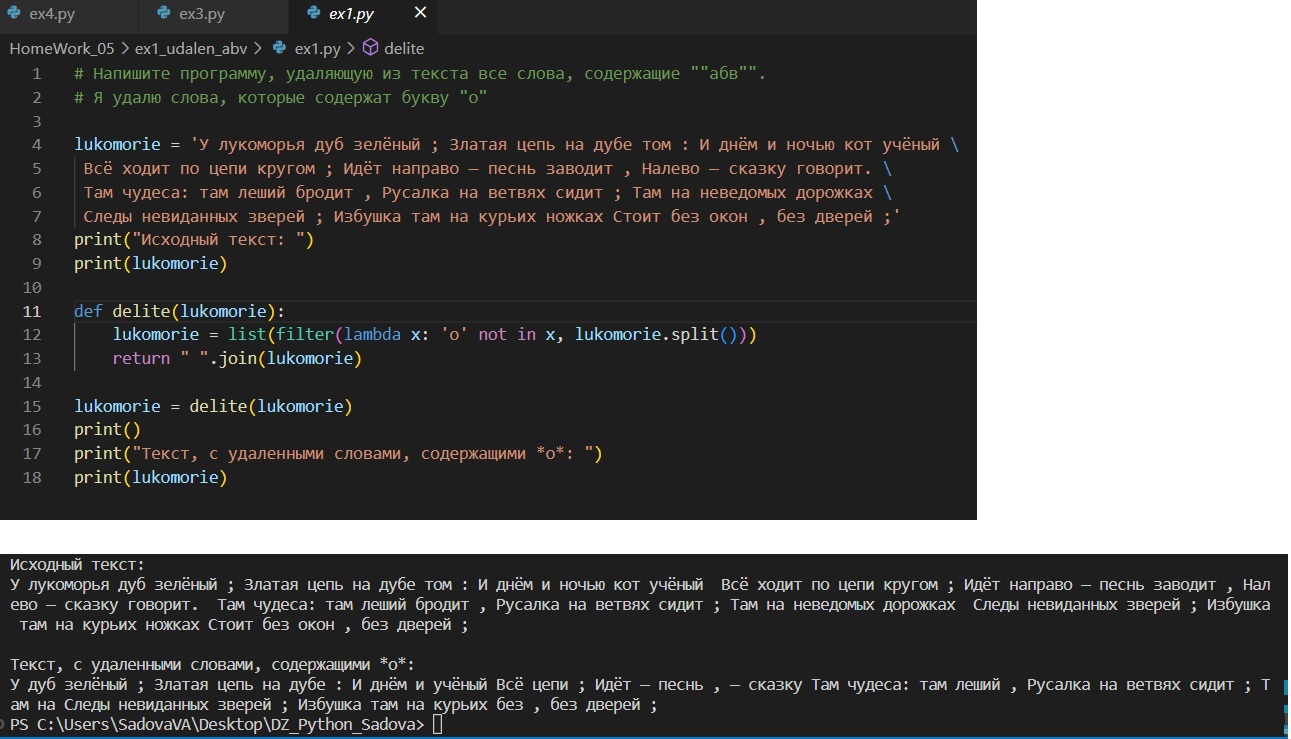 ex4.py ex3.py ex1.py ×
HomeWork_05 > ex1_udalen_abv > ex1.py > delite
1 # Напишите программу, удаляющую из текста все слова, содержащие ""абв"".
2 # Я удалю слова, которые содержат букву "о"
3
4 lukomorie = 'У лукоморья дуб зелёный ; Златая цепь на дубе том : И днём и ночью кот учёный \
5 Всё ходит по цепи кругом ; Идёт направо — песнь заводит , Налево — сказку говорит. \
6 Там чудеса: там леший бродит , Русалка на ветвях сидит ; Там на неведомых дорожках \
7 Следы невиданных зверей ; Избушка там на курьих ножках Стоит без окон , без дверей ;'
8 print("Исходный текст: ")
9 print(lukomorie)
10
11 def delite(lukomorie):
12 lukomorie = list(filter(lambda x: 'о' not in x, lukomorie.split()))
13 return " ".join(lukomorie)
14
15 lukomorie = delite(lukomorie)
16 print()
17 print("Текст, с удаленными словами, содержащими *о*: ")
18 print(lukomorie)
Исходный текст:
У лукоморья дуб зелёный ; Златая цепь на дубе том : И днём и ночью кот учёный  Всё ходит по цепи кругом ; Идёт направо — песнь заводит , Нал
ево — сказку говорит.  Там чудеса: там леший бродит , Русалка на ветвях сидит ; Там на неведомых дорожках  Следы невиданных зверей ; Избушка
там на курьих ножках Стоит без окон , без дверей ;
Текст, с удаленными словами, содержащими *о*:
У дуб зелёный ; Златая цепь на дубе : И днём и учёный Всё цепи ; Идёт — песнь , — сказку Там чудеса: там леший , Русалка на ветвях сидит ; Т
ам на Следы невиданных зверей ; Избушка там на курьих без , без дверей ;
PS C:\Users\SadovaVA\Desktop\DZ_Python_Sadova>